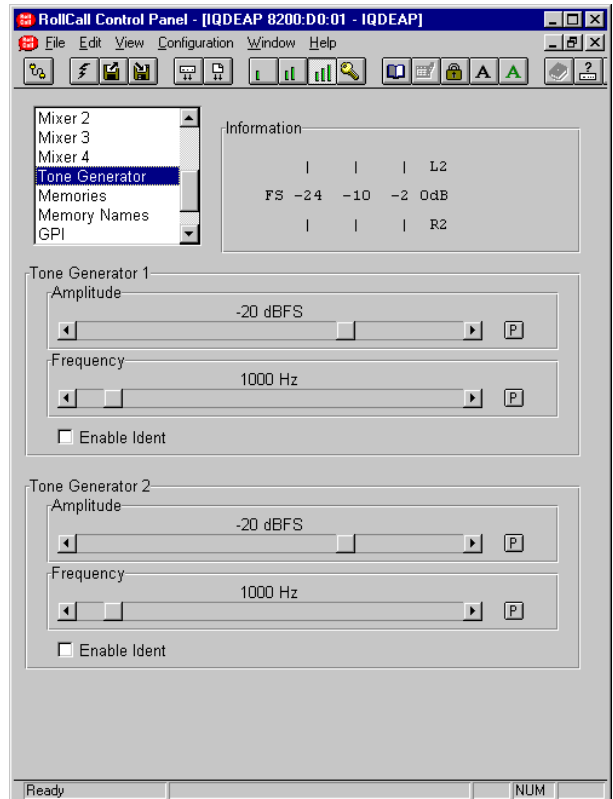 RollCall Control Panel - [IQDEAP 8200:D0:01 - IQDEAP]
File Edit View Configuration Window Help
A A
Mixer 2
Mixer 3
Mixer 4
Tone Generator
Memories
Memory Names
GPI
Information
| | | L2
FS -24 -10 -2 0dB
| | | R2
Tone Generator 1
Amplitude
-20 dBFS
P
Frequency
1000 Hz
P
Enable Ident
Tone Generator 2
Amplitude
-20 dBFS
P
Frequency
1000 Hz
P
Enable Ident
Ready NUM